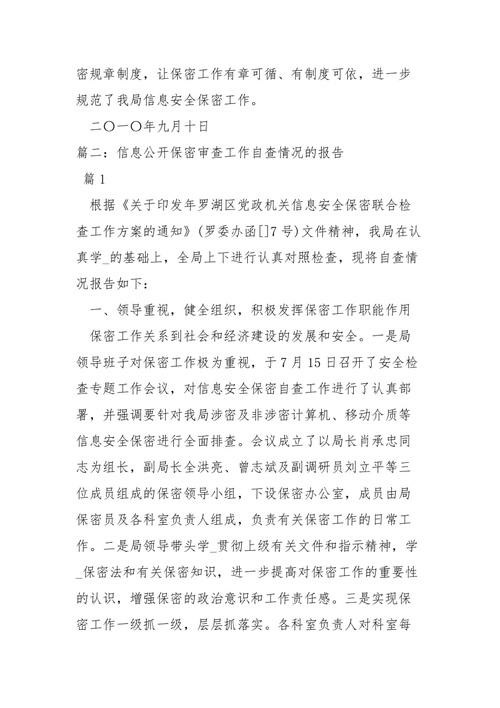 密规章制度，让保密工作有章可循、有制度可依，进一步
规范了我局信息安全保密工作。
二〇一〇年九月十日
篇二：信息公开保密审查工作自查情况的报告
篇1
根据《关于印发年罗湖区党政机关信息安全保密联合检
查工作方案的通知》(罗委办函[]7号)文件精神，我局在认
真学_的基础上，全局上下进行认真对照检查，现将自查情
况报告如下：
一、领导重视，健全组织，积极发挥保密工作职能作用
保密工作关系到社会和经济建设的发展和安全。一是局
领导班子对保密工作极为重视，于7月15日召开了安全检
查专题工作会议，对信息安全保密自查工作进行了认真部
署，并强调要针对我局涉密及非涉密计算机、移动介质等
信息安全保密进行全面排查。会议成立了以局长肖承忠同
志为组长，副局长全洪亮、曾志斌及副调研员刘立平等三
位成员组成的保密领导小组，下设保密办公室，成员由局
保密员及各科室负责人组成，负责有关保密工作的日常工
作。二是局领导带头学_贯彻上级有关文件和指示精神，学
_保密法和有关保密知识，进一步提高对保密工作的重要性
的认识，增强保密的政治意识和工作责任感。三是实现保
密工作一级抓一级，层层抓落实。各科室负责人对科室每